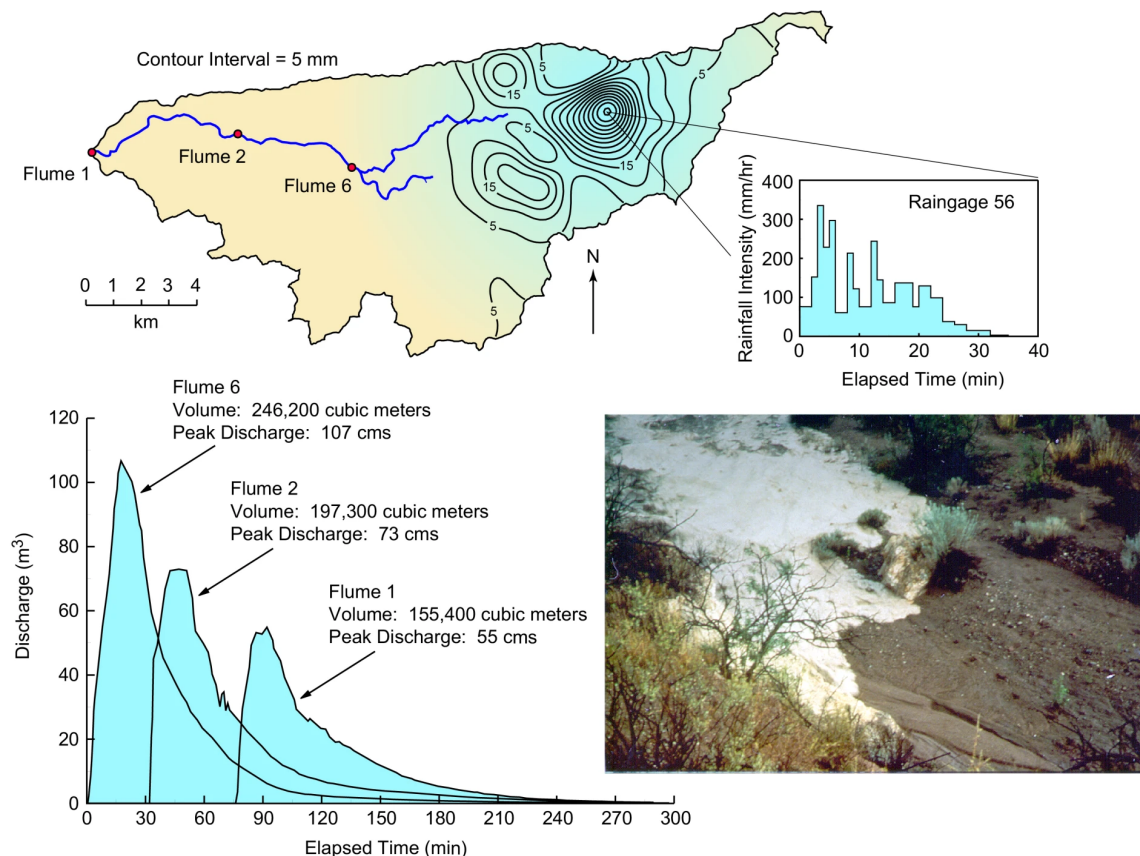 Contour Interval = 5 mm
Flume 1
Flume 2
Flume 6
5
15
5
5
15
5
15
5
5
5
N
0 2 4
km
Raingage 56
Rainfall Intensity (mm/hr)
400
300
200
100
0
0 10 20 30 40
Elapsed Time (min)
Flume 6
Volume: 246,200 cubic meters
Peak Discharge: 107 cms
Flume 2
Volume: 197,300 cubic meters
Peak Discharge: 73 cms
Flume 1
Volume: 155,400 cubic meters
Peak Discharge: 55 cms
Discharge (m³)
120
100
80
60
40
20
0
0 30 60 90 120 150 180 210 240 270 300
Elapsed Time (min)